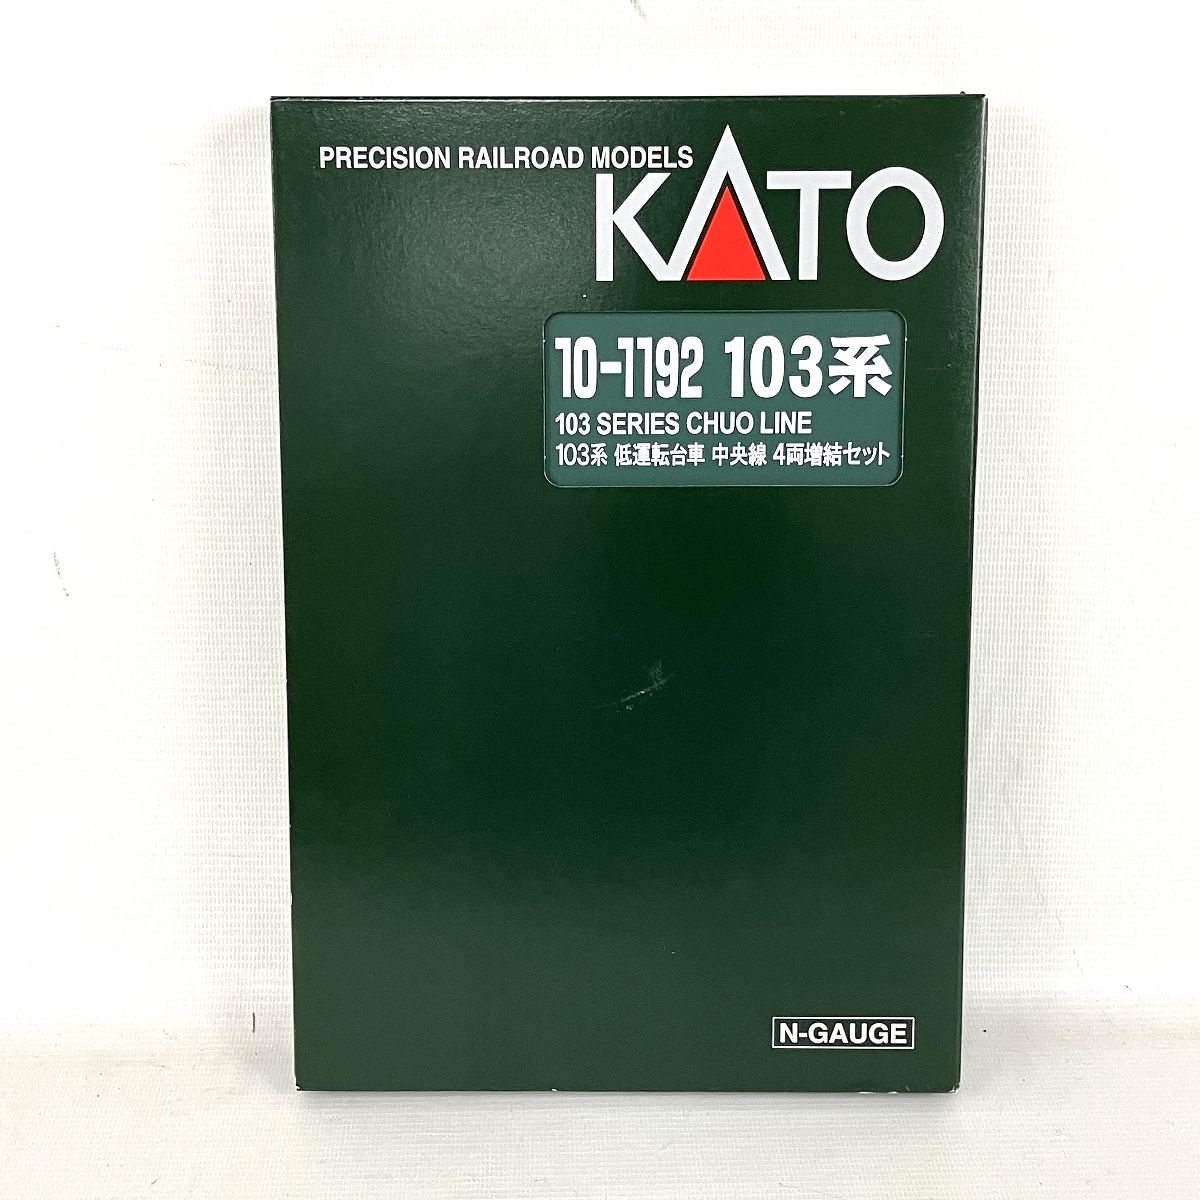 PRECISION RAILROAD MODELS
KATO
10-1192 103系
103 SERIES CHUO LINE
103系 低運転台車 中央線 4両増結セット
N-GAUGE